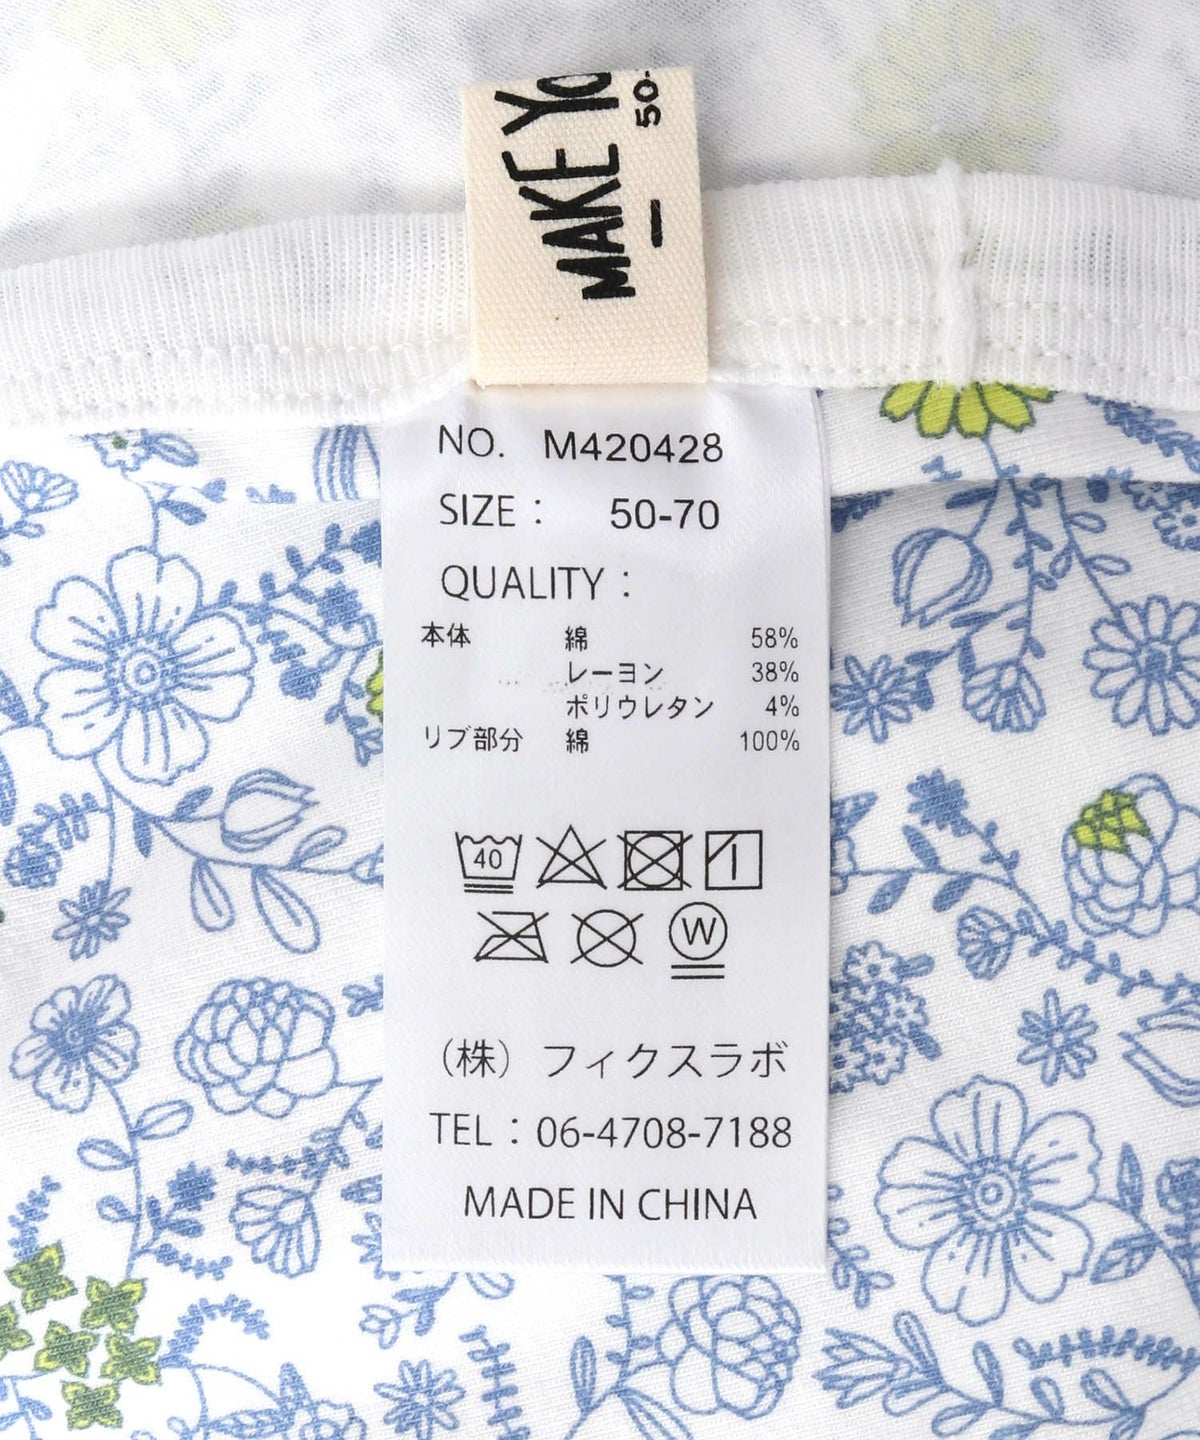 MAKE
50-
NO. M420428
SIZE : 50-70
QUALITY :
本体 綿 58%
レーヨン 38%
ポリウレタン 4%
リブ部分 綿 100%
40
W
(株) フィクスラボ
TEL : 06-4708-7188
MADE IN CHINA